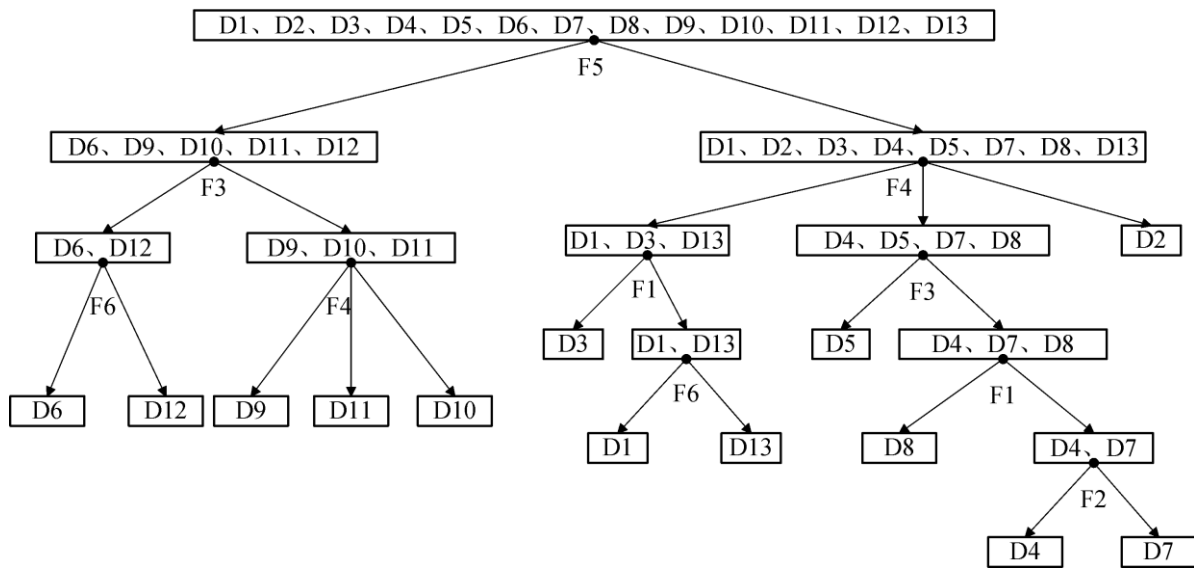 D1、D2、D3、D4、D5、D6、D7、D8、D9、D10、D11、D12、D13
F5
D6、D9、D10、D11、D12
D1、D2、D3、D4、D5、D7、D8、D13
F3
F4
D6、D12
D9、D10、D11
D1、D3、D13
D4、D5、D7、D8
D2
F6
F4
F1
F3
D3
D1、D13
D5
D4、D7、D8
D6
D12
D9
D11
D10
F6
F1
D1
D13
D8
D4、D7
F2
D4
D7